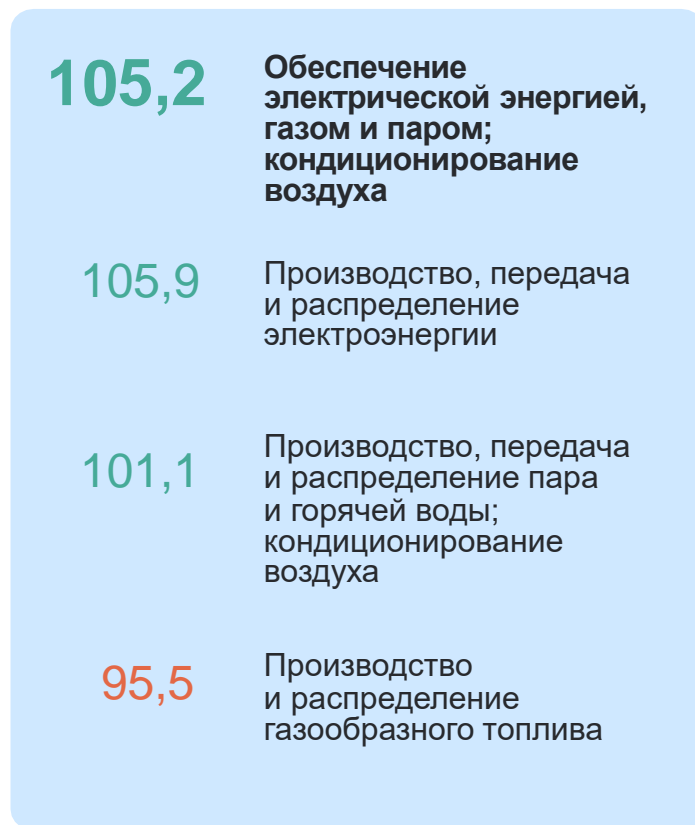 105,2
Обеспечение
электрической энергией,
газом и паром;
кондиционирование
воздуха
105,9
Производство, передача
и распределение
электроэнергии
101,1
Производство, передача
и распределение пара
и горячей воды;
кондиционирование
воздуха
95,5
Производство
и распределение
газообразного топлива